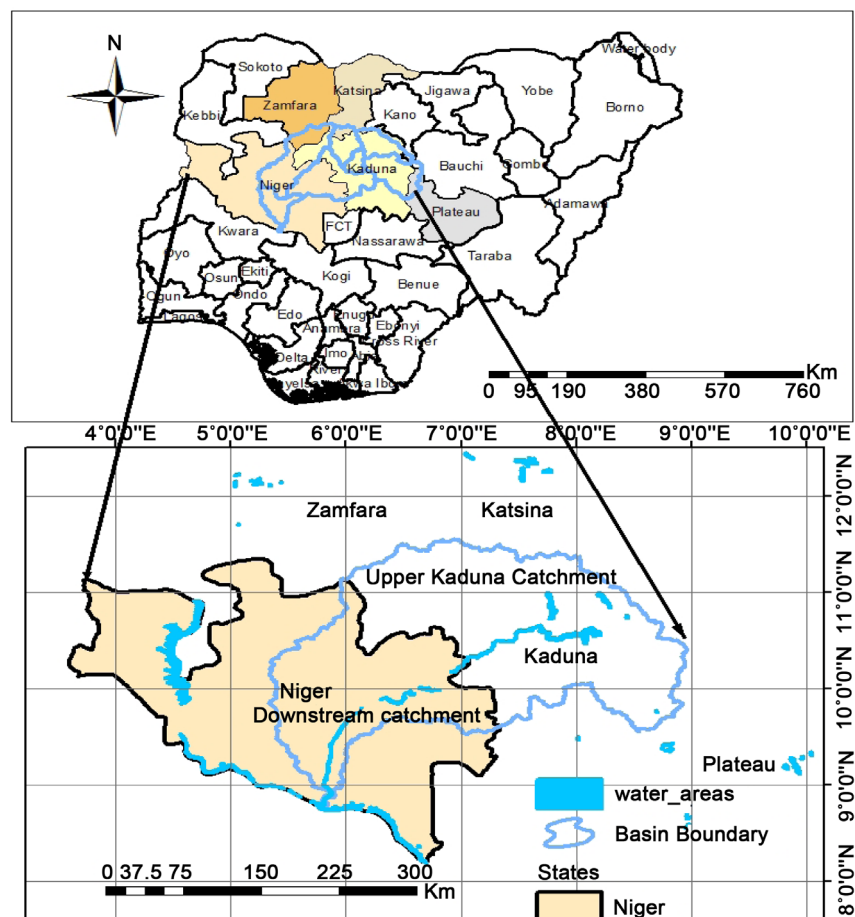 N
Water body
Sokoto
Katsina
Jigawa
Yobe
Zamfara
Borno
Kebbi
Kano
Bauchi
Gombe
Kaduna
Niger
Adamawa
Plateau
FCT
Kwara
Nassarawa
Oyo
Taraba
Ekiti
Osun
Kogi
Benue
Ogun
Ondo
Lagos
Edo
Enugu
Anambra
Ebonyi
Cross River
Imo
Abia
Delta
0 95 190 380 570 760 Km
4°0'0"E 5°0'0"E 6°0'0"E 7°0'0"E 8°0'0"E 9°0'0"E 10°0'0"E
12°0'0"N
Zamfara Katsina
Upper Kaduna Catchment
11°0'0"N
Kaduna
Niger
10°0'0"N
Downstream catchment
Plateau
9°0'0"N
water_areas
Basin Boundary
0 37.5 75 150 225 300 Km
States
Niger
8°0'0"N